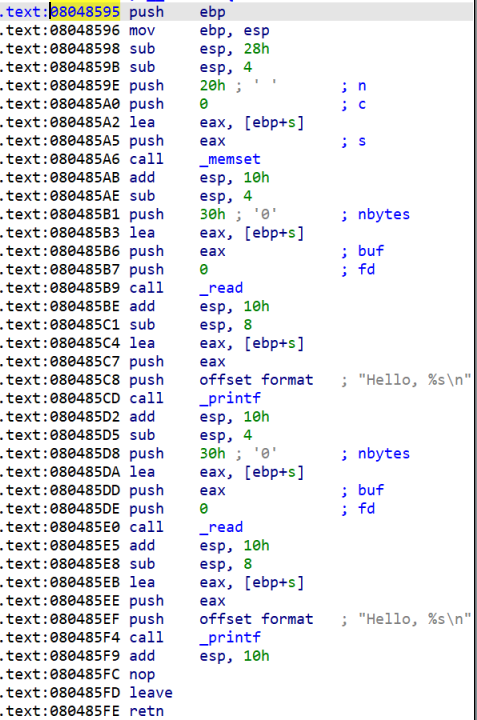 .text:08048595 push ebp
.text:08048596 mov ebp, esp
.text:08048598 sub esp, 28h
.text:0804859B sub esp, 4
.text:0804859E push 20h ; ' ' ; n
.text:080485A0 push 0 ; c
.text:080485A2 lea eax, [ebp+s]
.text:080485A5 push eax ; s
.text:080485A6 call _memset
.text:080485AB add esp, 10h
.text:080485AE sub esp, 4
.text:080485B1 push 30h ; '0' ; nbytes
.text:080485B3 lea eax, [ebp+s]
.text:080485B6 push eax ; buf
.text:080485B7 push 0 ; fd
.text:080485B9 call _read
.text:080485BE add esp, 10h
.text:080485C1 sub esp, 8
.text:080485C4 lea eax, [ebp+s]
.text:080485C7 push eax
.text:080485C8 push offset format ; "Hello, %s\n"
.text:080485CD call _printf
.text:080485D2 add esp, 10h
.text:080485D5 sub esp, 4
.text:080485D8 push 30h ; '0' ; nbytes
.text:080485DA lea eax, [ebp+s]
.text:080485DD push eax ; buf
.text:080485DE push 0 ; fd
.text:080485E0 call _read
.text:080485E5 add esp, 10h
.text:080485E8 sub esp, 8
.text:080485EB lea eax, [ebp+s]
.text:080485EE push eax
.text:080485EF push offset format ; "Hello, %s\n"
.text:080485F4 call _printf
.text:080485F9 add esp, 10h
.text:080485FC nop
.text:080485FD leave
.text:080485FE retn